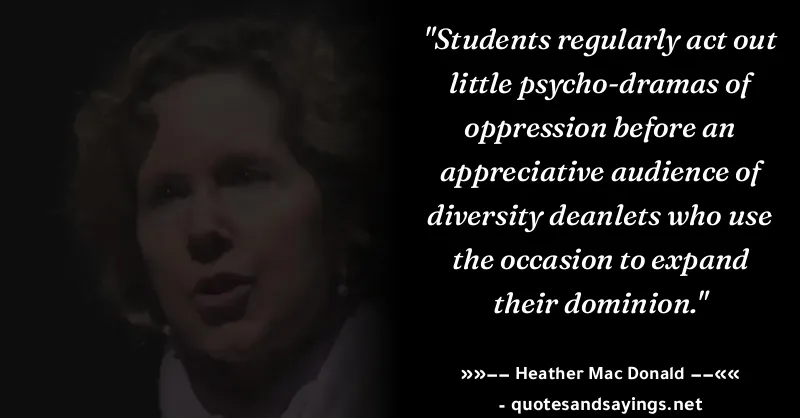 "Students regularly act out
little psycho-dramas of
oppression before an
appreciative audience of
diversity deanlets who use
the occasion to expand
their dominion."
»»–– Heather Mac Donald ––««
- quotesandsayings.net